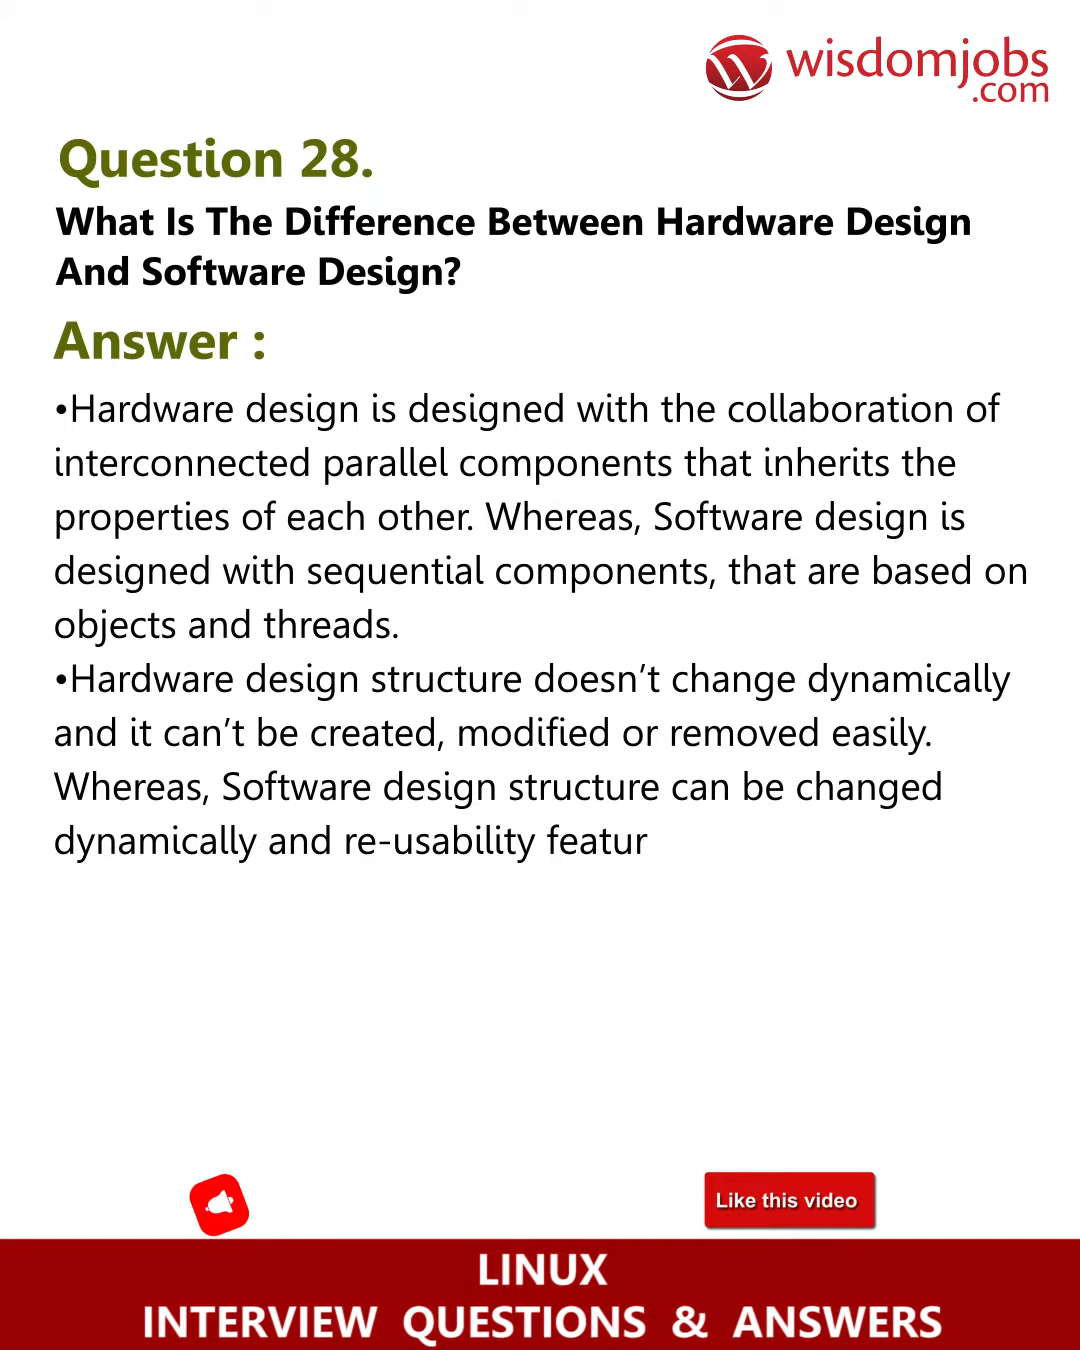 wisdomjobs
.com
Question 28.
What Is The Difference Between Hardware Design
And Software Design?
Answer :
•Hardware design is designed with the collaboration of
interconnected parallel components that inherits the
properties of each other. Whereas, Software design is
designed with sequential components, that are based on
objects and threads.
•Hardware design structure doesn’t change dynamically
and it can’t be created, modified or removed easily.
Whereas, Software design structure can be changed
dynamically and re-usability featur
Like this video
LINUX
INTERVIEW QUESTIONS & ANSWERS